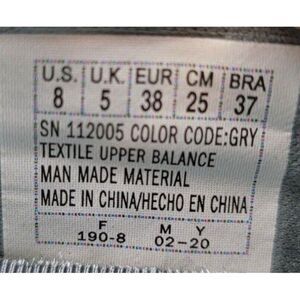 U.S. U.K. EUR CM BRA
8 5 38 25 37
SN 112005 COLOR CODE:GRY
TEXTILE UPPER BALANCE
MAN MADE MATERIAL
MADE IN CHINA/HECHO EN CHINA
F M Y
190-8 02-20